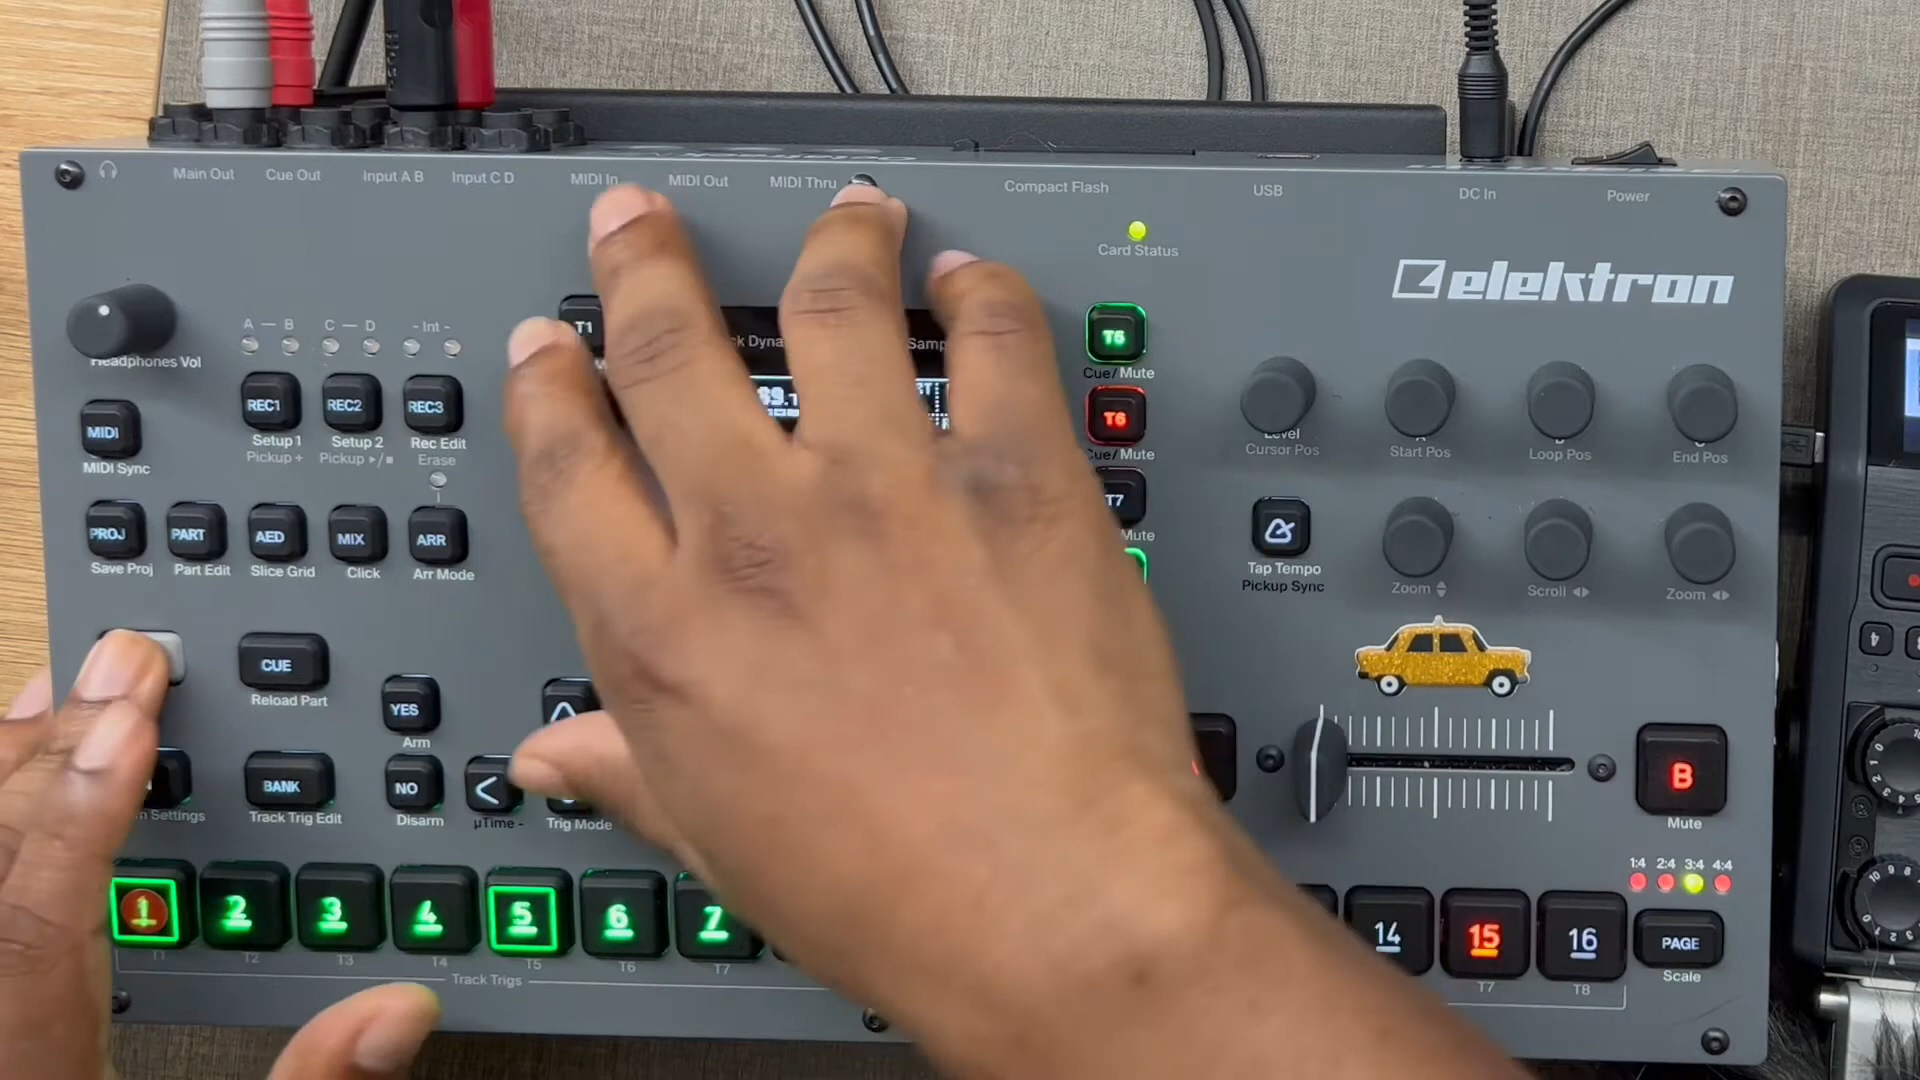 Main Out
Cue Out
Input A B
Input C D
MIDI In
MIDI Out
MIDI Thru
Compact Flash
USB
DC In
Power
Card Status
elektron
Headphones Vol
A — B
C — D
- Int -
T1
T5
Cue/Mute
REC1
REC2
REC3
Setup 1
Setup 2
Rec Edit
Pickup +
Pickup ▸/■
Erase
MIDI
MIDI Sync
T6
Cue/Mute
T7
Mute
Level
Cursor Pos
Start Pos
Loop Pos
End Pos
PROJ
PART
AED
MIX
ARR
Save Proj
Part Edit
Slice Grid
Click
Arr Mode
Tap Tempo
Pickup Sync
Zoom
Scroll
Zoom
CUE
Reload Part
YES
Arm
BANK
Track Trig Edit
NO
Disarm
<
µTime -
Trig Mode
Settings
B
Mute
1:4 2:4 3:4 4:4
1 2 3 4 5 6 7
14 15 16
PAGE
Scale
T1 T2 T3 T4 T5 T6 T7
T7 T8
Track Trigs
4